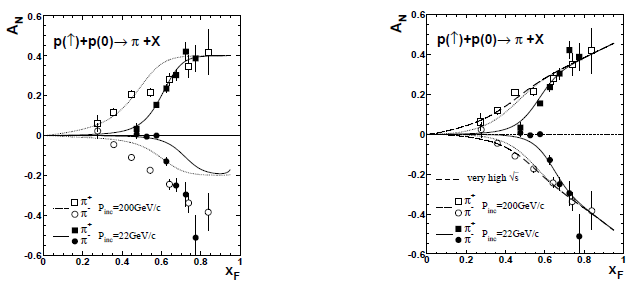 A_N
0.6
p(↑)+p(0)→ π +X
0.4
0.2
0
-0.2
□ π⁺
○ π⁻ P_inc=200GeV/c
-0.4
■ π⁺
● π⁻ P_inc=22GeV/c
-0.6
0 0.2 0.4 0.6 0.8 1
x_F
A_N
0.6
p(↑)+p(0)→ π +X
0.4
0.2
0
-0.2
very high √s
□ π⁺
○ π⁻ P_inc=200GeV/c
-0.4
■ π⁺
● π⁻ P_inc=22GeV/c
-0.6
0 0.2 0.4 0.6 0.8 1
x_F